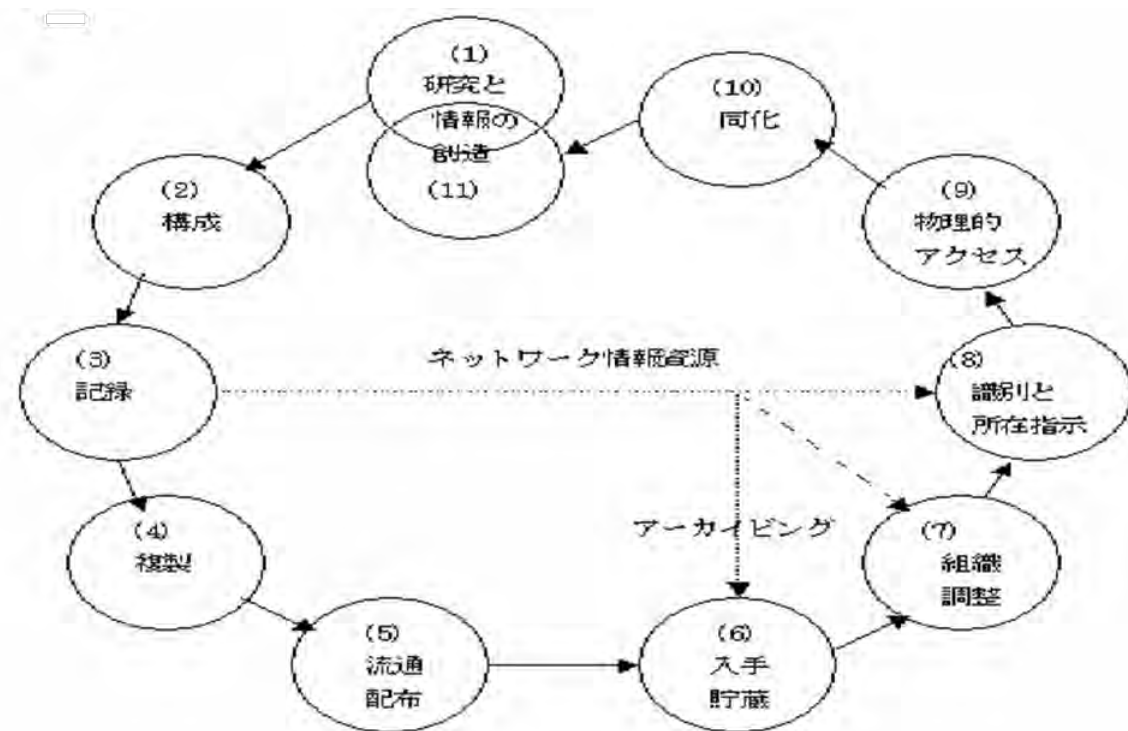 (1)
研究と
情報の
創造
(11)
(10)
同化
(2)
構成
(9)
物理的
アクセス
(3)
記録
ネットワーク情報資源
(8)
識別と
所在指示
(4)
複製
アーカイビング
(7)
組織
調整
(5)
流通
配布
(6)
入手
貯蔵